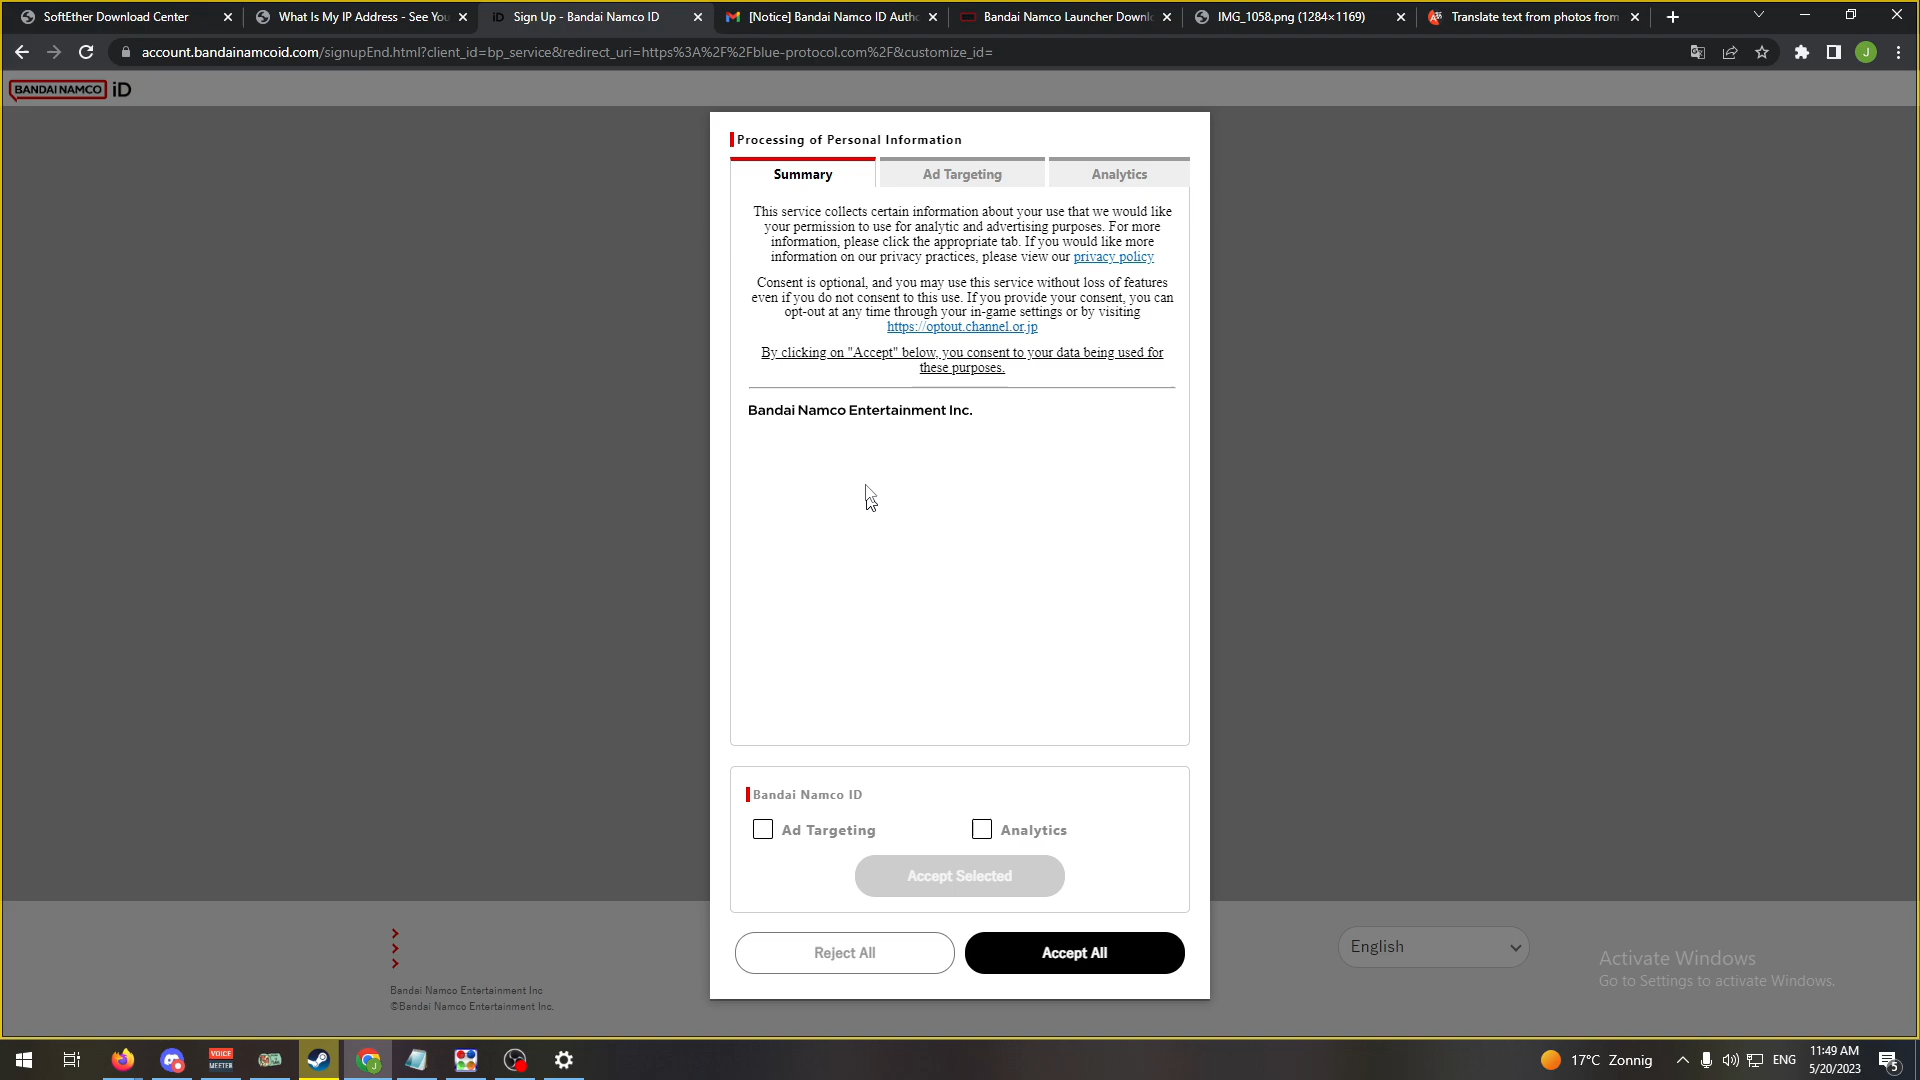 SoftEther Download Center
What Is My IP Address - See You
Sign Up - Bandai Namco ID
[Notice] Bandai Namco ID Autho
Bandai Namco Launcher Downlo
IMG_1058.png (1284×1169)
Translate text from photos from
account.bandainamcoid.com/signupEnd.html?client_id=bp_service&redirect_uri=https%3A%2F%2Fblue-protocol.com%2F&customize_id=
J
BANDAI NAMCO iD
Processing of Personal Information
Summary
Ad Targeting
Analytics
This service collects certain information about your use that we would like
your permission to use for analytic and advertising purposes. For more
information, please click the appropriate tab. If you would like more
information on our privacy practices, please view our privacy policy
Consent is optional, and you may use this service without loss of features
even if you do not consent to this use. If you provide your consent, you can
opt-out at any time through your in-game settings or by visiting
https://optout.channel.or.jp
By clicking on "Accept" below, you consent to your data being used for
these purposes.
Bandai Namco Entertainment Inc.
Bandai Namco ID
Ad Targeting
Analytics
Accept Selected
Reject All
Accept All
Bandai Namco Entertainment Inc
©Bandai Namco Entertainment Inc.
English
Activate Windows
Go to Settings to activate Windows.
VOICE
MEETER
17°C Zonnig
ENG
11:49 AM
5/20/2023
5